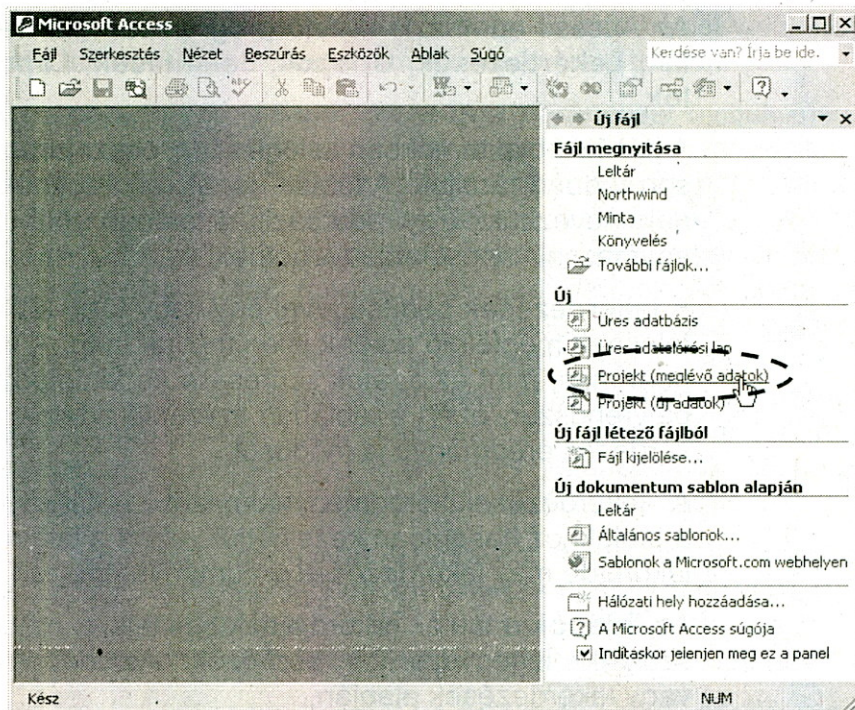 Microsoft Access
Fájl Szerkesztés Nézet Beszúrás Eszközök Ablak Súgó Kérdése van? Írja be ide.
Új fájl
Fájl megnyitása
Leltár
Northwind
Minta
Könyvelés
További fájlok...
Új
Üres adatbázis
Üres adatelérési lap
Projekt (meglévő adatok)
Projekt (új adatok)
Új fájl létező fájlból
Fájl kijelölése...
Új dokumentum sablon alapján
Leltár
Általános sablonok...
Sablonok a Microsoft.com webhelyen
Hálózati hely hozzáadása...
A Microsoft Access súgója
Indításkor jelenjen meg ez a panel
Kész NUM